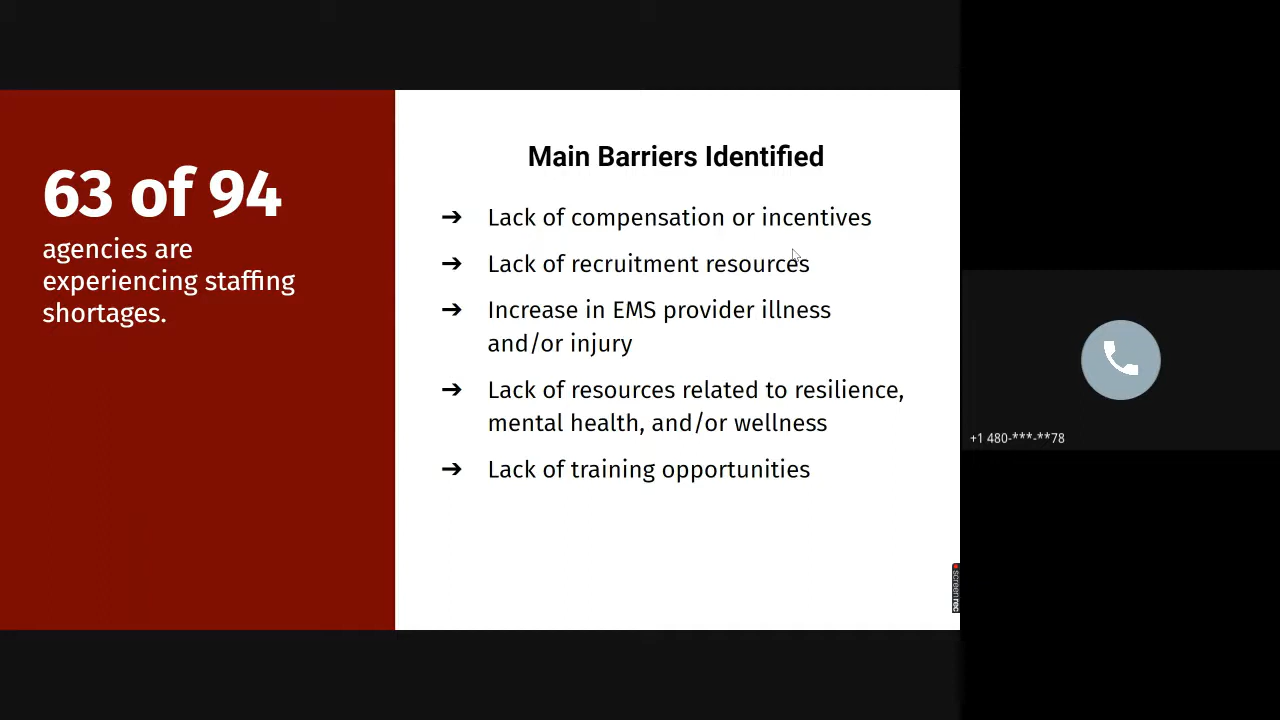 63 of 94
agencies are
experiencing staffing
shortages.
Main Barriers Identified
➔ Lack of compensation or incentives
➔ Lack of recruitment resources
➔ Increase in EMS provider illness
and/or injury
➔ Lack of resources related to resilience,
mental health, and/or wellness
➔ Lack of training opportunities
screenrec
+1 480-***-**78